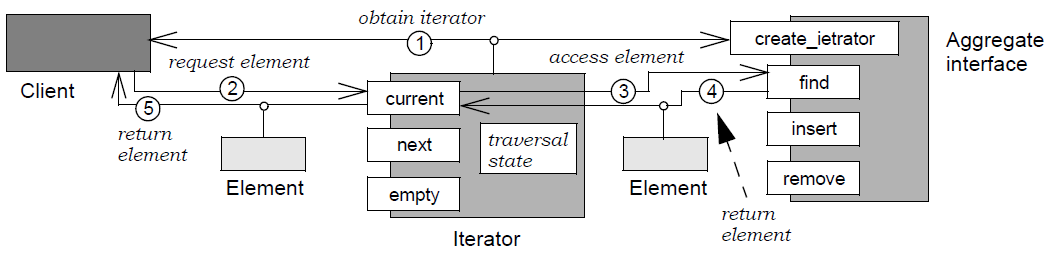 obtain iterator
1
create_ietrator
Aggregate
interface
request element
access element
Client
2
current
3
4
find
5
return
element
next
traversal
state
insert
Element
empty
Element
remove
Iterator
return
element